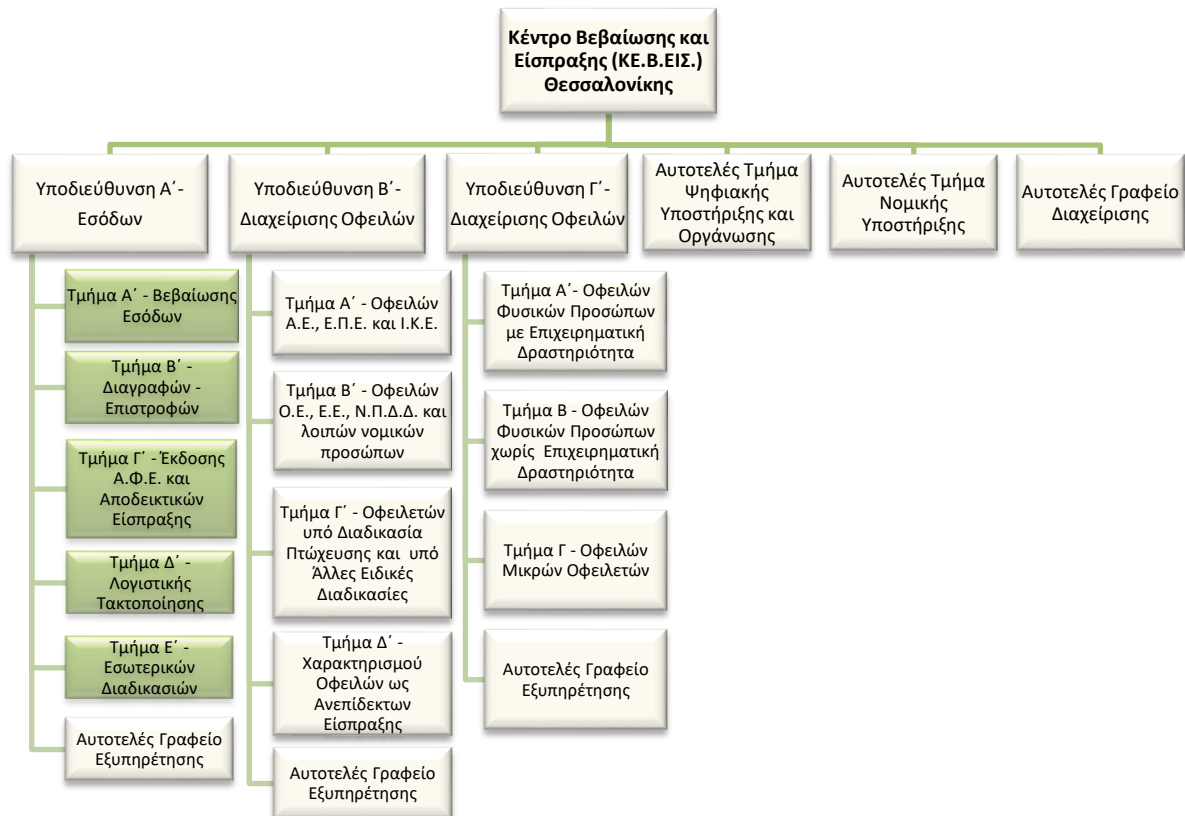 Κέντρο Βεβαίωσης και
Είσπραξης (ΚΕ.Β.ΕΙΣ.)
Θεσσαλονίκης
Υποδιεύθυνση Α΄-
Εσόδων
Τμήμα Α΄ - Βεβαίωσης
Εσόδων
Τμήμα Β΄ -
Διαγραφών -
Επιστροφών
Τμήμα Γ΄ - Έκδοσης
Α.Φ.Ε. και
Αποδεικτικών
Είσπραξης
Τμήμα Δ΄ -
Λογιστικής
Τακτοποίησης
Τμήμα Ε΄ -
Εσωτερικών
Διαδικασιών
Αυτοτελές Γραφείο
Εξυπηρέτησης
Υποδιεύθυνση Β΄-
Διαχείρισης Οφειλών
Τμήμα Α΄ - Οφειλών
Α.Ε., Ε.Π.Ε. και Ι.Κ.Ε.
Τμήμα Β΄ - Οφειλών
Ο.Ε., Ε.Ε., Ν.Π.Δ.Δ. και
λοιπών νομικών
προσώπων
Τμήμα Γ΄ - Οφειλετών
υπό Διαδικασία
Πτώχευσης και υπό
Άλλες Ειδικές
Διαδικασίες
Τμήμα Δ΄ -
Χαρακτηρισμού
Οφειλών ως
Ανεπίδεκτων
Είσπραξης
Αυτοτελές Γραφείο
Εξυπηρέτησης
Υποδιεύθυνση Γ΄-
Διαχείρισης Οφειλών
Τμήμα Α΄- Οφειλών
Φυσικών Προσώπων
με Επιχειρηματική
Δραστηριότητα
Τμήμα Β - Οφειλών
Φυσικών Προσώπων
χωρίς Επιχειρηματική
Δραστηριότητα
Τμήμα Γ - Οφειλών
Μικρών Οφειλετών
Αυτοτελές Γραφείο
Εξυπηρέτησης
Αυτοτελές Τμήμα
Ψηφιακής
Υποστήριξης και
Οργάνωσης
Αυτοτελές Τμήμα
Νομικής
Υποστήριξης
Αυτοτελές Γραφείο
Διαχείρισης